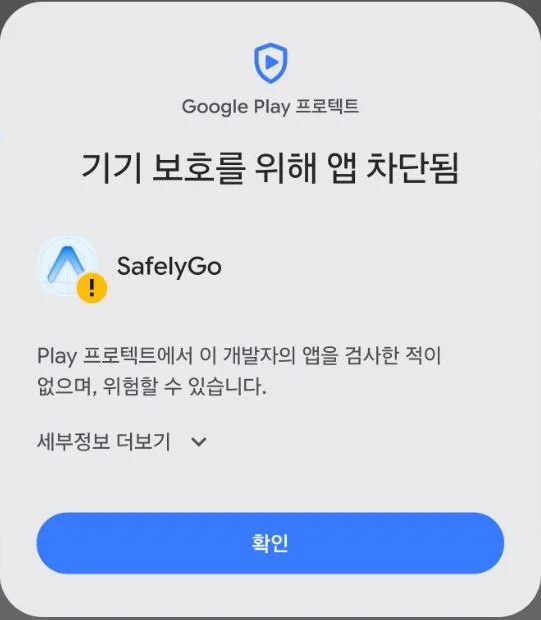 Google Play 프로텍트
기기 보호를 위해 앱 차단됨
SafelyGo
Play 프로텍트에서 이 개발자의 앱을 검사한 적이
없으며, 위험할 수 있습니다.
세부정보 더보기
확인